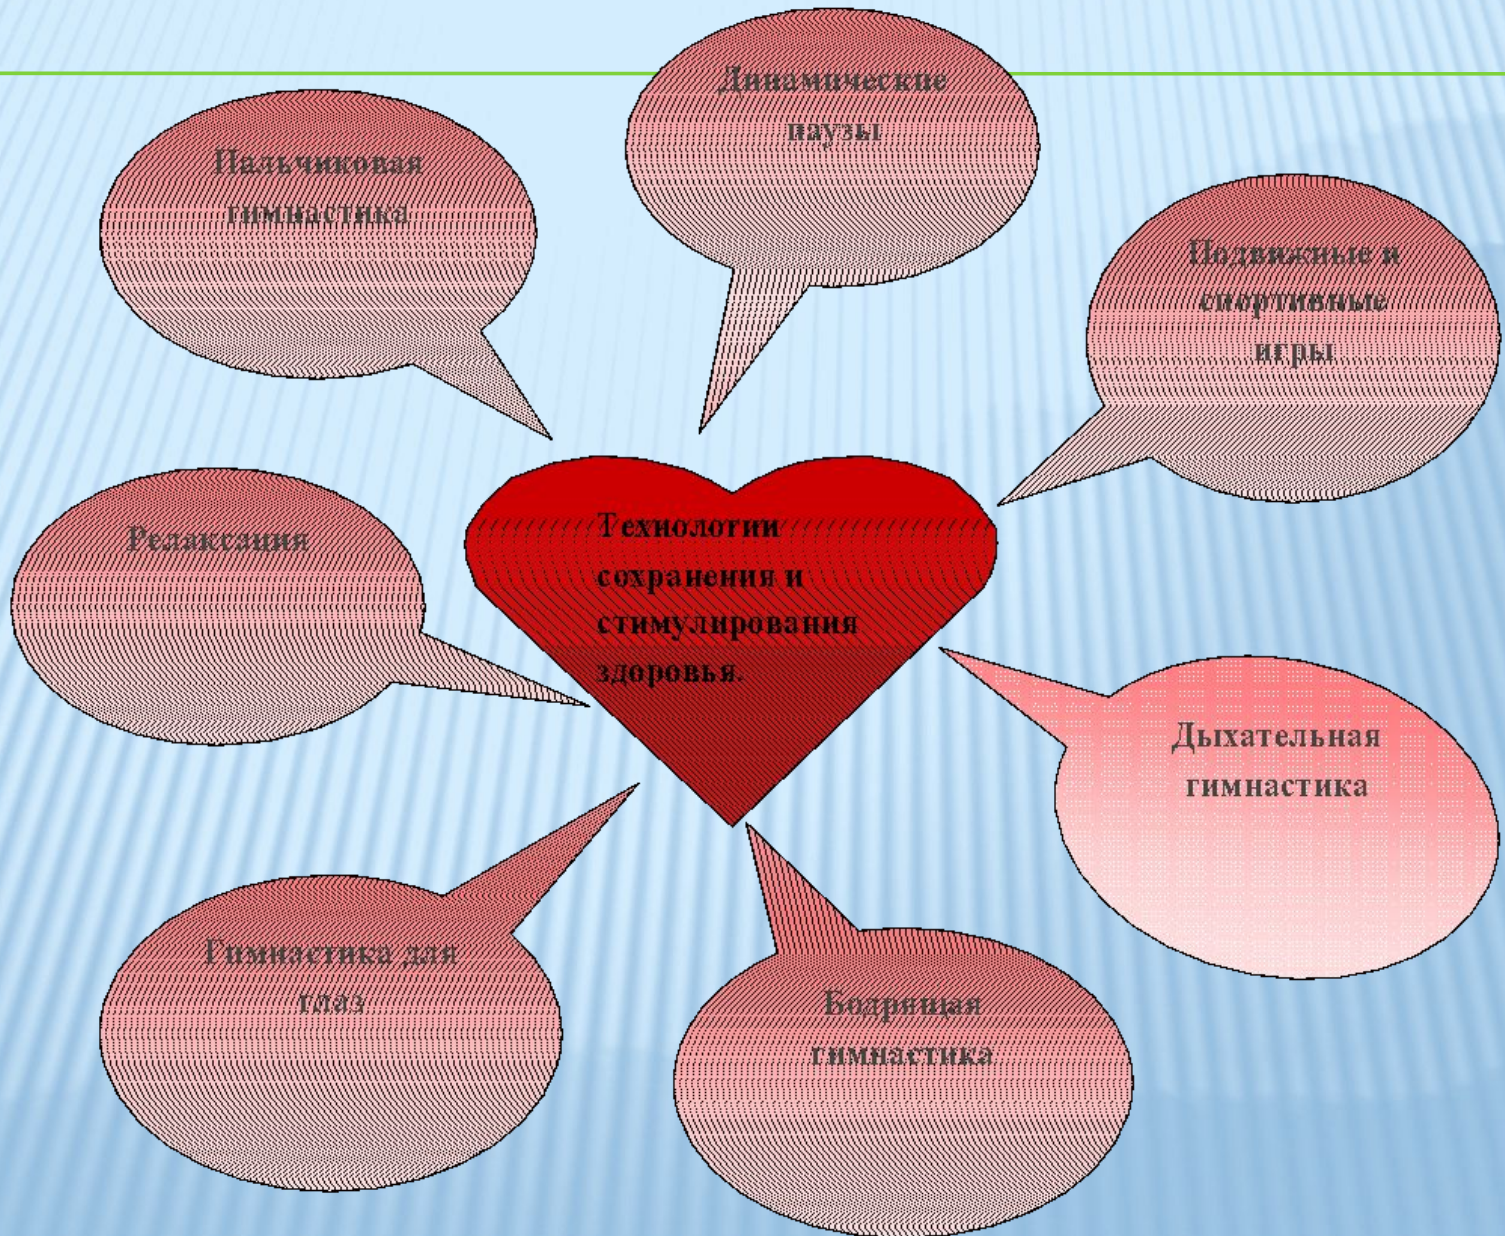 Динамические
паузы
Пальчиковая
гимнастика
Подвижные и
спортивные
игры
Релаксация
Технологии
сохранения и
стимулирования
здоровья.
Дыхательная
гимнастика
Гимнастика для
глаз
Бодрящая
гимнастика